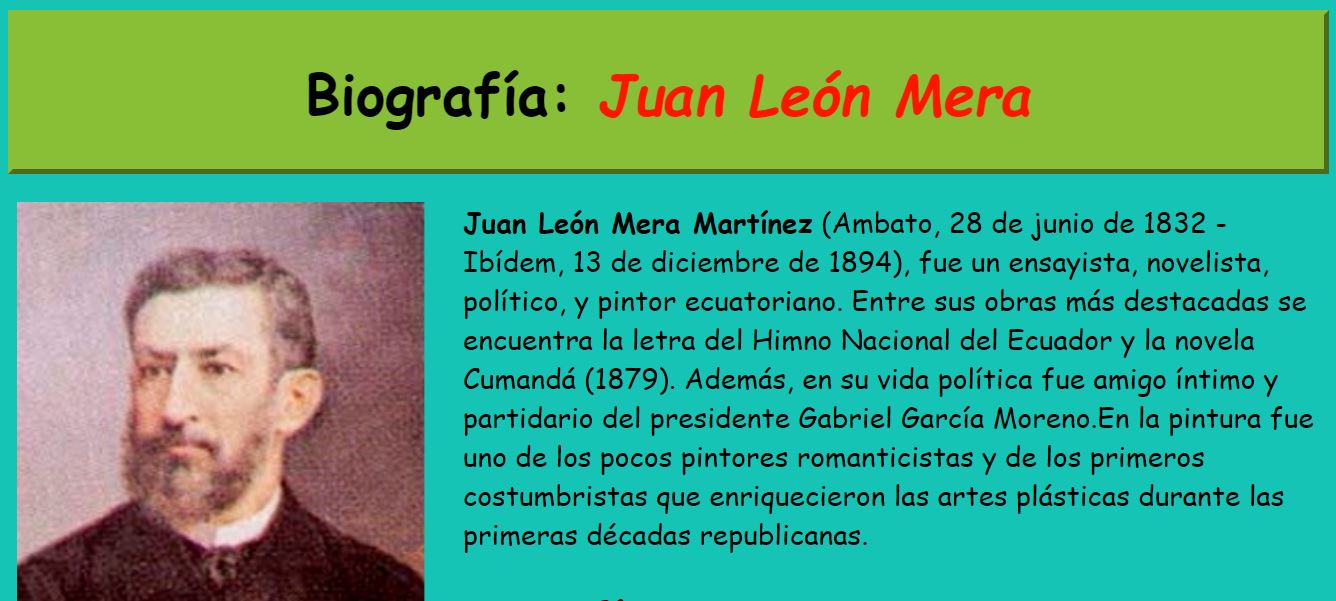 Biografía: Juan León Mera
Juan León Mera Martínez (Ambato, 28 de junio de 1832 -
Ibídem, 13 de diciembre de 1894), fue un ensayista, novelista,
político, y pintor ecuatoriano. Entre sus obras más destacadas se
encuentra la letra del Himno Nacional del Ecuador y la novela
Cumandá (1879). Además, en su vida política fue amigo íntimo y
partidario del presidente Gabriel García Moreno.En la pintura fue
uno de los pocos pintores romanticistas y de los primeros
costumbristas que enriquecieron las artes plásticas durante las
primeras décadas republicanas.